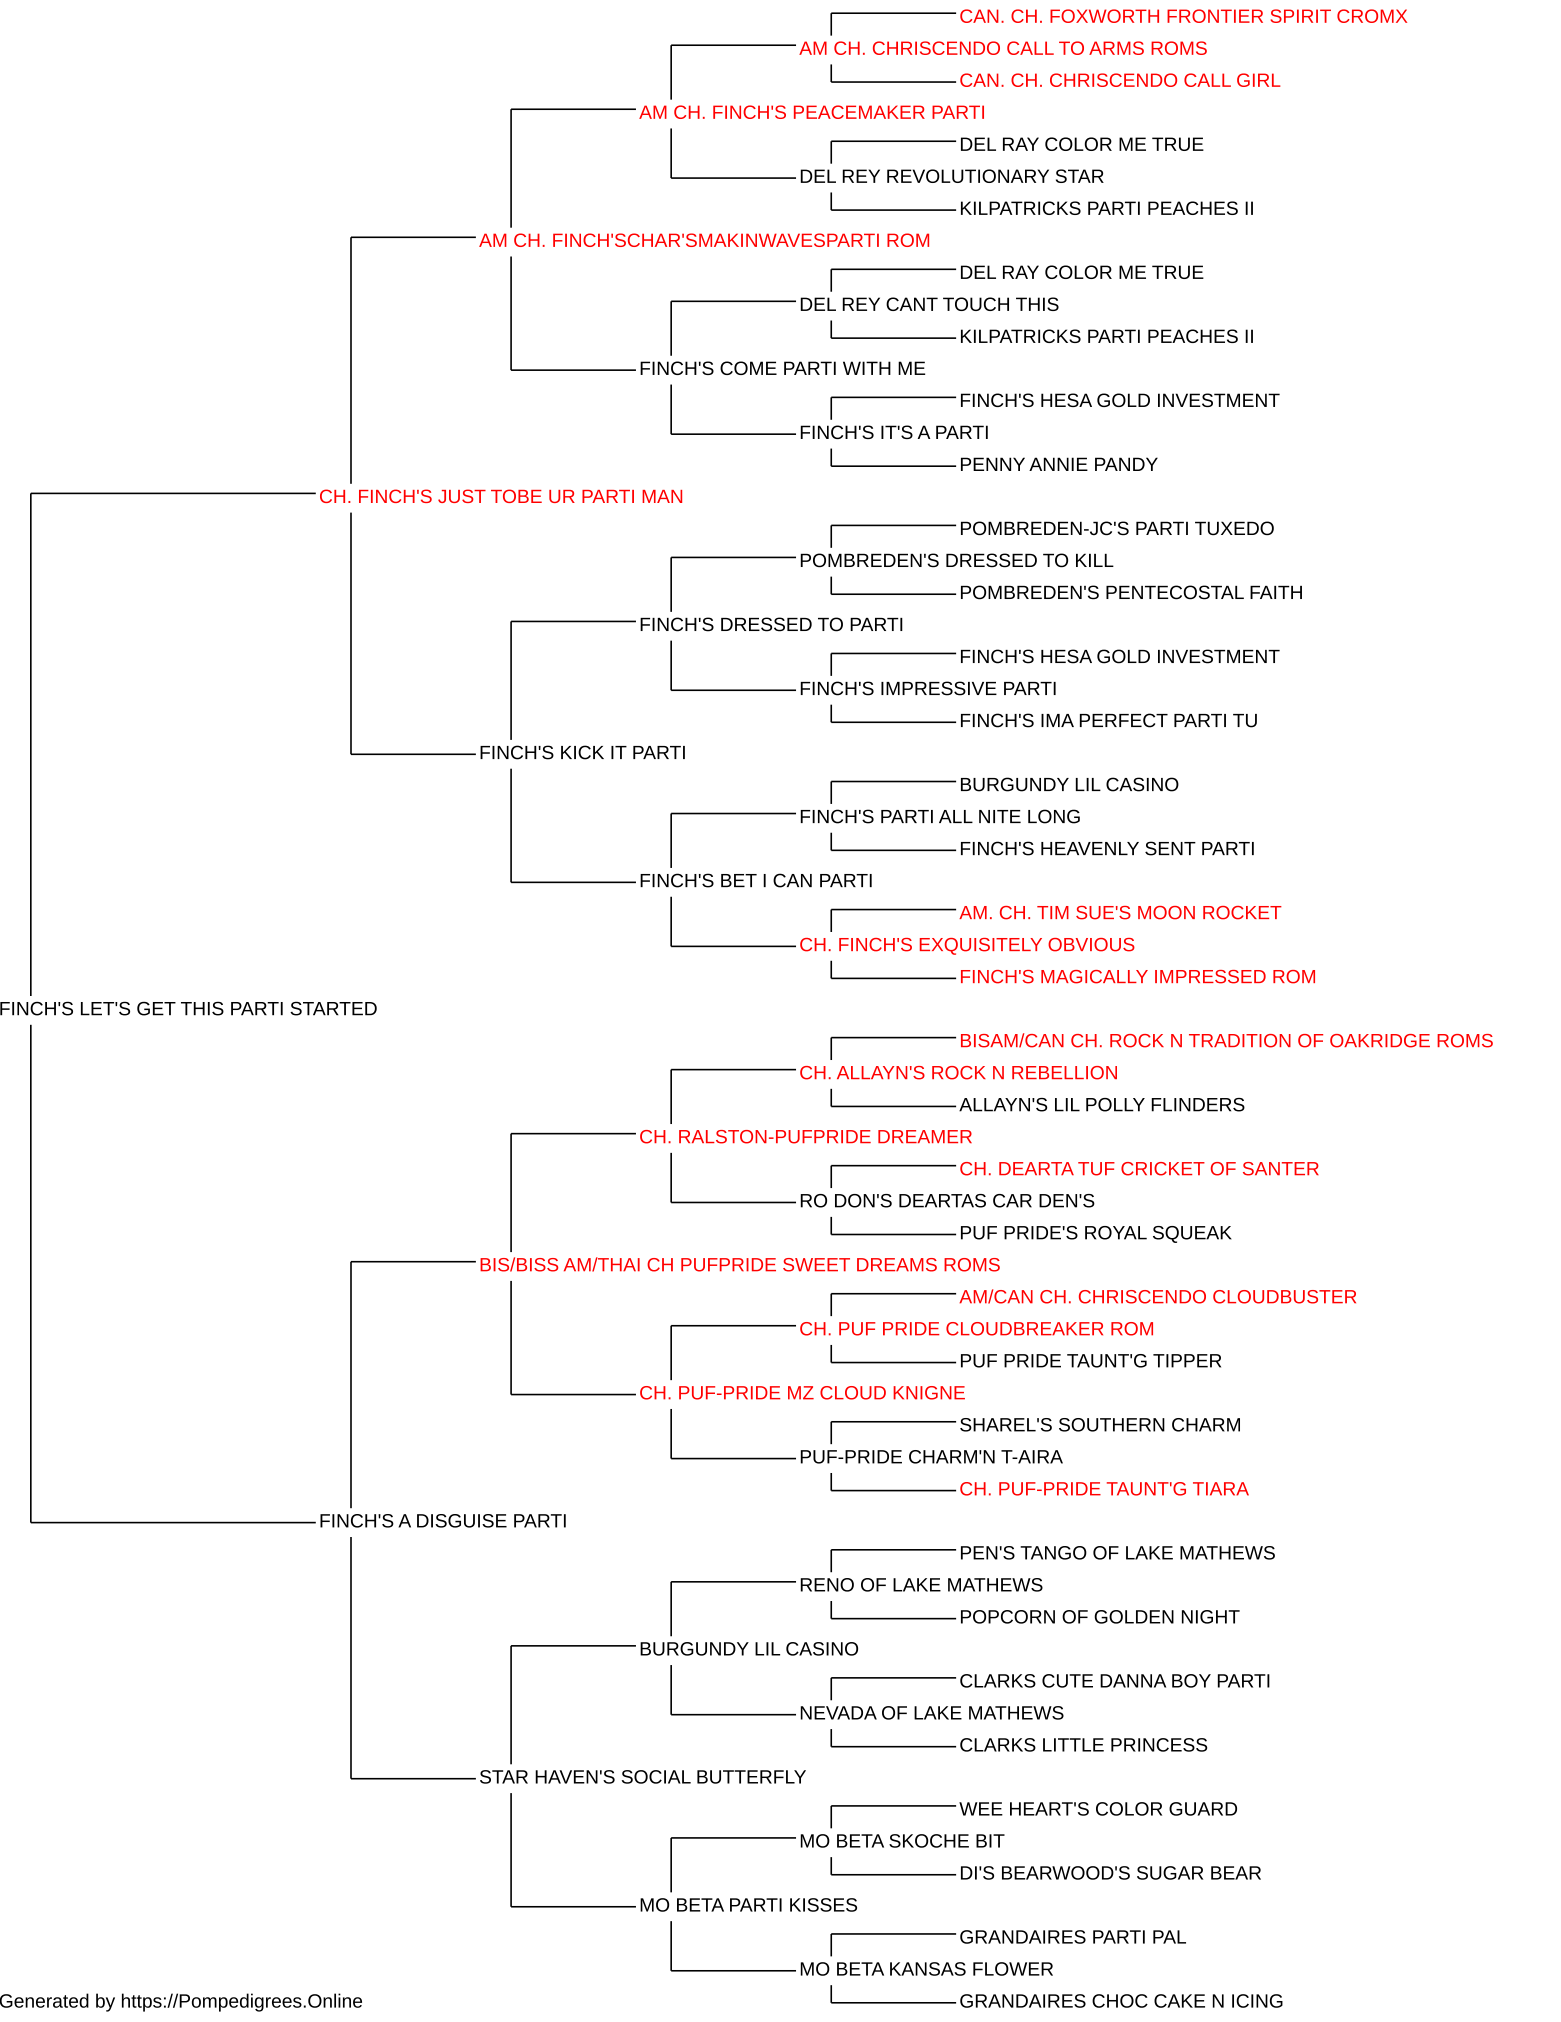 CAN. CH. FOXWORTH FRONTIER SPIRIT CROMX
AM CH. CHRISCENDO CALL TO ARMS ROMS
CAN. CH. CHRISCENDO CALL GIRL
AM CH. FINCH'S PEACEMAKER PARTI
DEL RAY COLOR ME TRUE
DEL REY REVOLUTIONARY STAR
KILPATRICKS PARTI PEACHES II
AM CH. FINCH'SCHAR'SMAKINWAVESPARTI ROM
DEL RAY COLOR ME TRUE
DEL REY CANT TOUCH THIS
KILPATRICKS PARTI PEACHES II
FINCH'S COME PARTI WITH ME
FINCH'S HESA GOLD INVESTMENT
FINCH'S IT'S A PARTI
PENNY ANNIE PANDY
CH. FINCH'S JUST TOBE UR PARTI MAN
POMBREDEN-JC'S PARTI TUXEDO
POMBREDEN'S DRESSED TO KILL
POMBREDEN'S PENTECOSTAL FAITH
FINCH'S DRESSED TO PARTI
FINCH'S HESA GOLD INVESTMENT
FINCH'S IMPRESSIVE PARTI
FINCH'S IMA PERFECT PARTI TU
FINCH'S KICK IT PARTI
BURGUNDY LIL CASINO
FINCH'S PARTI ALL NITE LONG
FINCH'S HEAVENLY SENT PARTI
FINCH'S BET I CAN PARTI
AM. CH. TIM SUE'S MOON ROCKET
CH. FINCH'S EXQUISITELY OBVIOUS
FINCH'S MAGICALLY IMPRESSED ROM
FINCH'S LET'S GET THIS PARTI STARTED
BISAM/CAN CH. ROCK N TRADITION OF OAKRIDGE ROMS
CH. ALLAYN'S ROCK N REBELLION
ALLAYN'S LIL POLLY FLINDERS
CH. RALSTON-PUFPRIDE DREAMER
CH. DEARTA TUF CRICKET OF SANTER
RO DON'S DEARTAS CAR DEN'S
PUF PRIDE'S ROYAL SQUEAK
BIS/BISS AM/THAI CH PUFPRIDE SWEET DREAMS ROMS
AM/CAN CH. CHRISCENDO CLOUDBUSTER
CH. PUF PRIDE CLOUDBREAKER ROM
PUF PRIDE TAUNT'G TIPPER
CH. PUF-PRIDE MZ CLOUD KNIGNE
SHAREL'S SOUTHERN CHARM
PUF-PRIDE CHARM'N T-AIRA
CH. PUF-PRIDE TAUNT'G TIARA
FINCH'S A DISGUISE PARTI
PEN'S TANGO OF LAKE MATHEWS
RENO OF LAKE MATHEWS
POPCORN OF GOLDEN NIGHT
BURGUNDY LIL CASINO
CLARKS CUTE DANNA BOY PARTI
NEVADA OF LAKE MATHEWS
CLARKS LITTLE PRINCESS
STAR HAVEN'S SOCIAL BUTTERFLY
WEE HEART'S COLOR GUARD
MO BETA SKOCHE BIT
DI'S BEARWOOD'S SUGAR BEAR
MO BETA PARTI KISSES
GRANDAIRES PARTI PAL
MO BETA KANSAS FLOWER
GRANDAIRES CHOC CAKE N ICING
Generated by https://Pompedigrees.Online